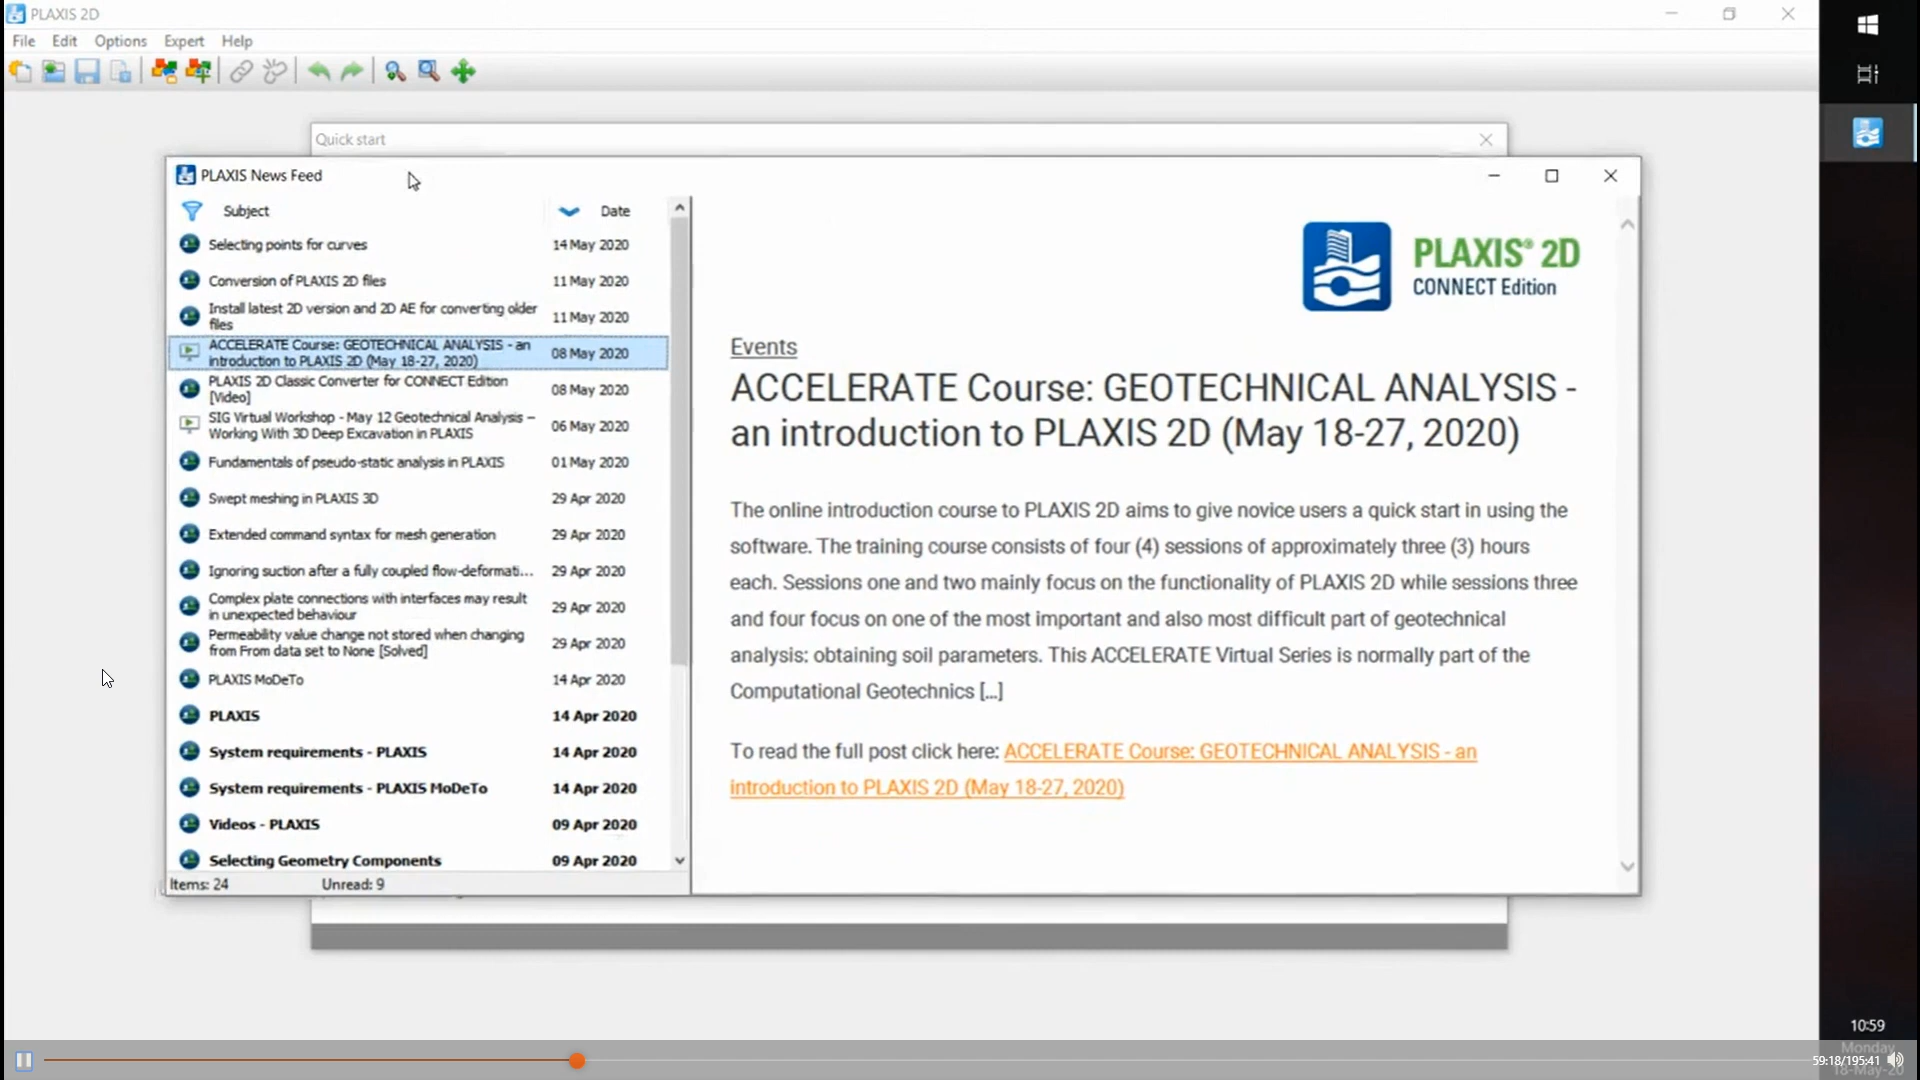 PLAXIS 2D
File Edit Options Expert Help
Quick start
PLAXIS News Feed
Subject Date
Selecting points for curves 14 May 2020
Conversion of PLAXIS 2D files 11 May 2020
Install latest 2D version and 2D AE for converting older
files 11 May 2020
ACCELERATE Course: GEOTECHNICAL ANALYSIS - an
introduction to PLAXIS 2D (May 18-27, 2020) 08 May 2020
PLAXIS 2D Classic Converter for CONNECT Edition
[Video] 08 May 2020
SIG Virtual Workshop - May 12 Geotechnical Analysis –
Working With 3D Deep Excavation in PLAXIS 06 May 2020
Fundamentals of pseudo-static analysis in PLAXIS 01 May 2020
Swept meshing in PLAXIS 3D 29 Apr 2020
Extended command syntax for mesh generation 29 Apr 2020
Ignoring suction after a fully coupled flow-deformati... 29 Apr 2020
Complex plate connections with interfaces may result
in unexpected behaviour 29 Apr 2020
Permeability value change not stored when changing
from From data set to None [Solved] 29 Apr 2020
PLAXIS MoDeTo 14 Apr 2020
PLAXIS 14 Apr 2020
System requirements - PLAXIS 14 Apr 2020
System requirements - PLAXIS MoDeTo 14 Apr 2020
Videos - PLAXIS 09 Apr 2020
Selecting Geometry Components 09 Apr 2020
Items: 24 Unread: 9
PLAXIS® 2D
CONNECT Edition
Events
ACCELERATE Course: GEOTECHNICAL ANALYSIS -
an introduction to PLAXIS 2D (May 18-27, 2020)
The online introduction course to PLAXIS 2D aims to give novice users a quick start in using the
software. The training course consists of four (4) sessions of approximately three (3) hours
each. Sessions one and two mainly focus on the functionality of PLAXIS 2D while sessions three
and four focus on one of the most important and also most difficult part of geotechnical
analysis: obtaining soil parameters. This ACCELERATE Virtual Series is normally part of the
Computational Geotechnics [...]
To read the full post click here: ACCELERATE Course: GEOTECHNICAL ANALYSIS - an
introduction to PLAXIS 2D (May 18-27, 2020)
10:59
Monday
59:18/195:41
18-May-20